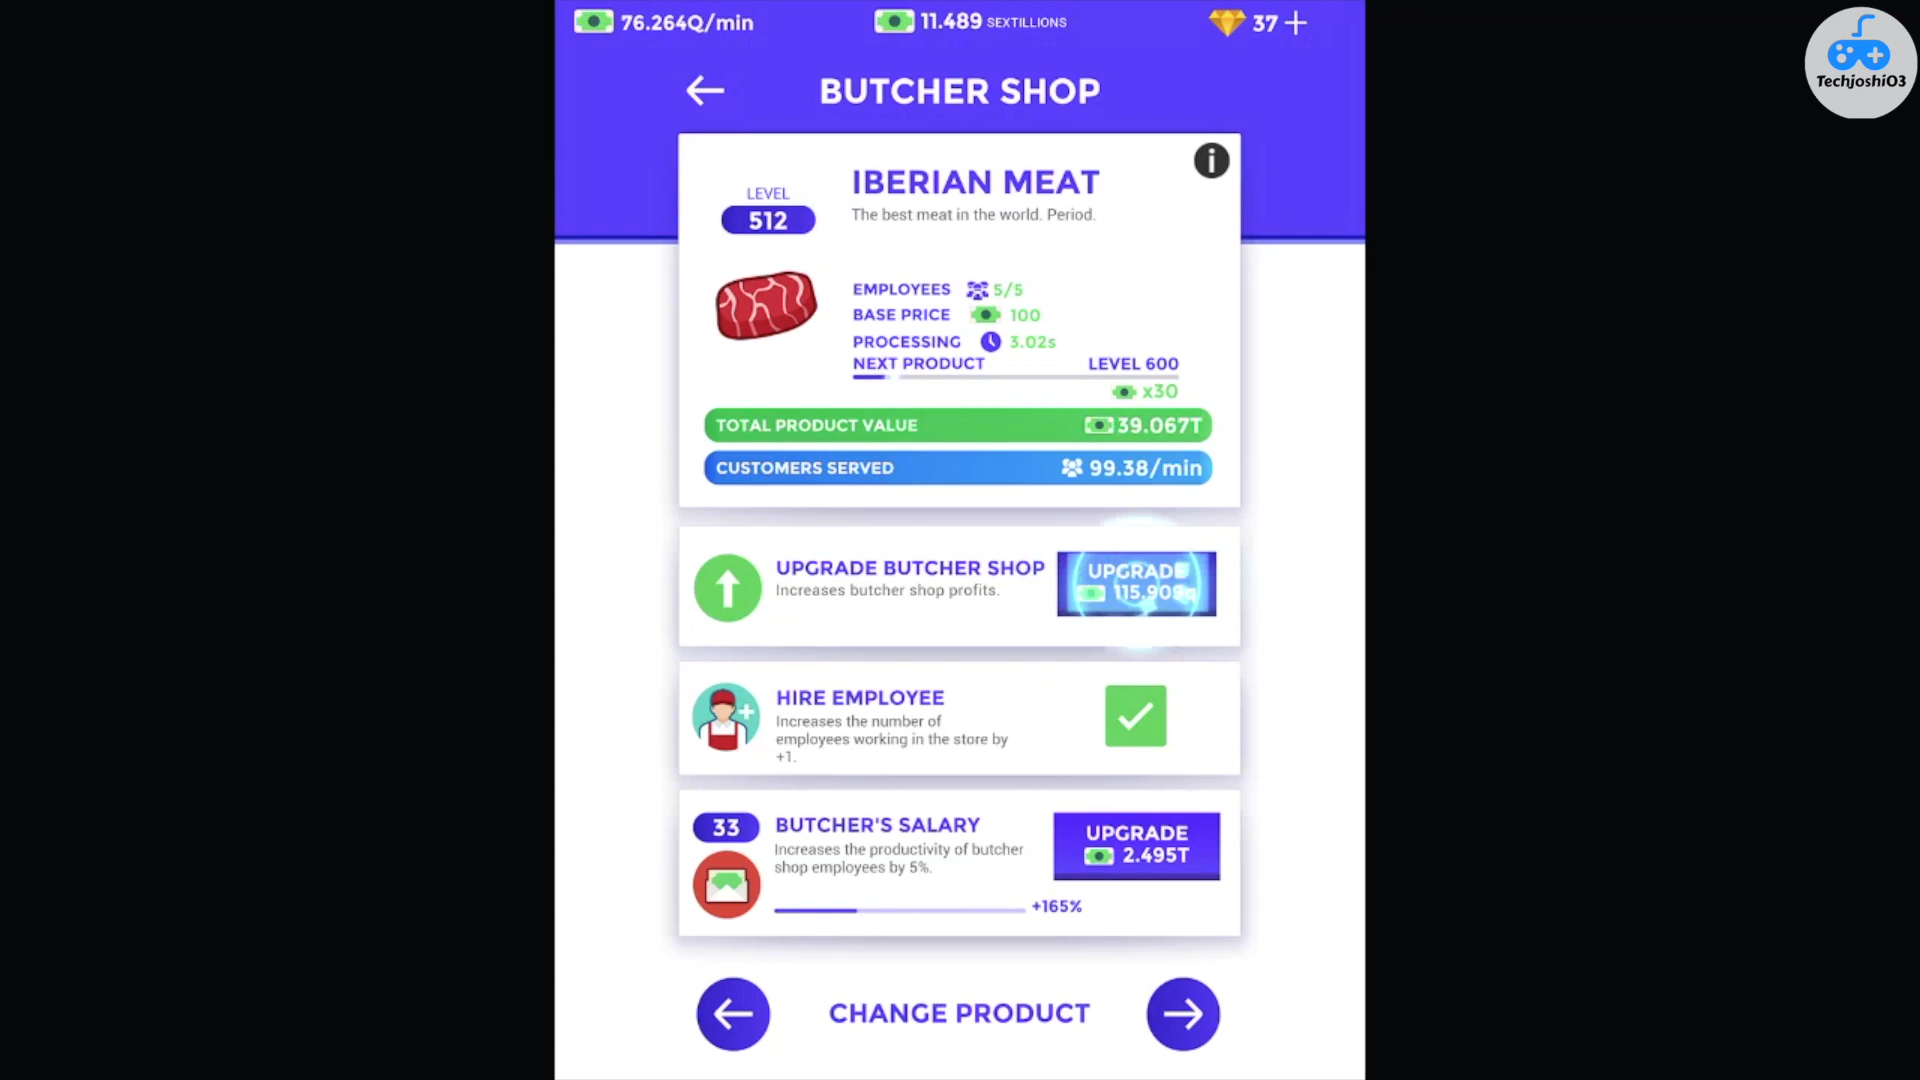 76.264Q/min
11.489 SEXTILLIONS
37
TechJoshi03
BUTCHER SHOP
LEVEL
512
IBERIAN MEAT
The best meat in the world. Period.
EMPLOYEES 5/5
BASE PRICE 100
PROCESSING 3.02s
NEXT PRODUCT LEVEL 600
x30
TOTAL PRODUCT VALUE 39.067T
CUSTOMERS SERVED 99.38/min
UPGRADE BUTCHER SHOP
Increases butcher shop profits.
UPGRADE
115.909q
HIRE EMPLOYEE
Increases the number of
employees working in the store by
+1.
33
BUTCHER'S SALARY
Increases the productivity of butcher
shop employees by 5%.
+165%
UPGRADE
2.495T
CHANGE PRODUCT